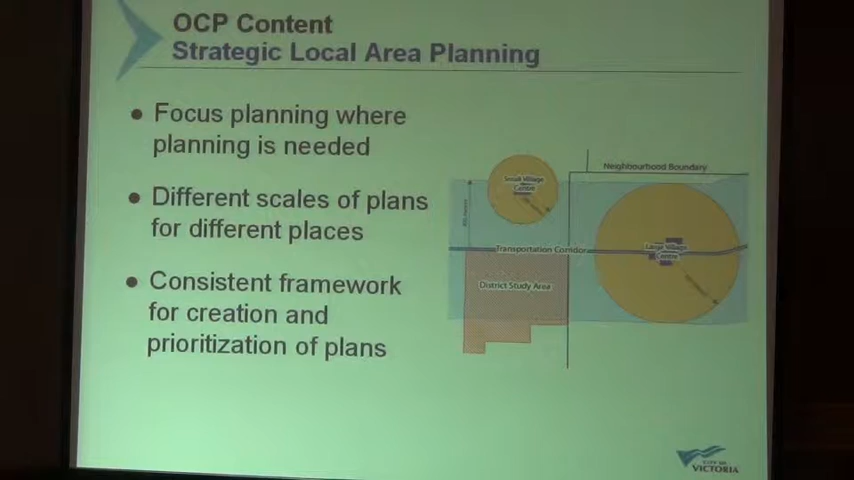 OCP Content
Strategic Local Area Planning
● Focus planning where
planning is needed
● Different scales of plans
for different places
● Consistent framework
for creation and
prioritization of plans
Small Village
Centre
Neighbourhood Boundary
Large Village
Centre
Transportation Corridor
District Study Area
CITY OF
VICTORIA